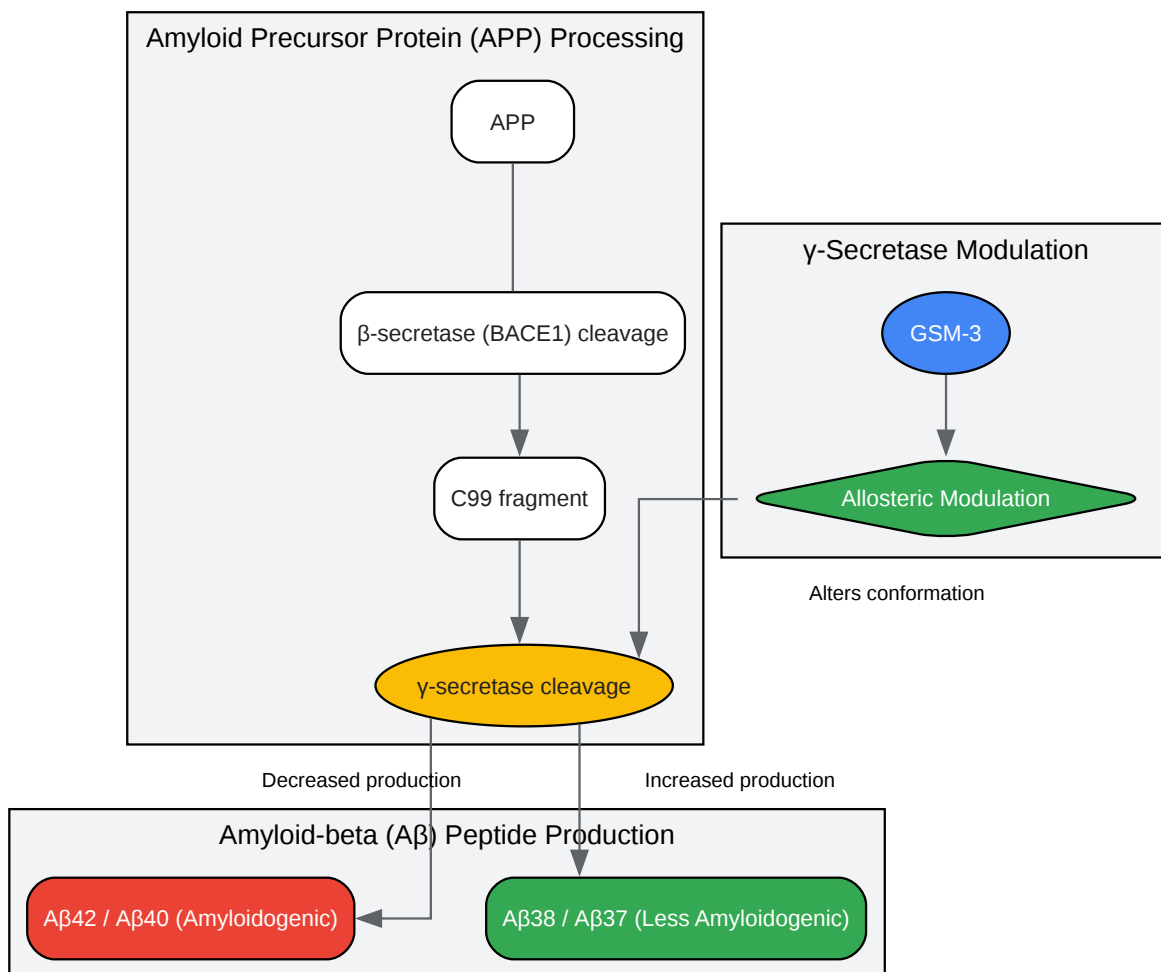 Amyloid Precursor Protein (APP) Processing
APP
γ-Secretase Modulation
β-secretase (BACE1) cleavage
GSM-3
C99 fragment
Allosteric Modulation
Alters conformation
γ-secretase cleavage
Decreased production
Increased production
Amyloid-beta (Aβ) Peptide Production
Aβ42 / Aβ40 (Amyloidogenic)
Aβ38 / Aβ37 (Less Amyloidogenic)